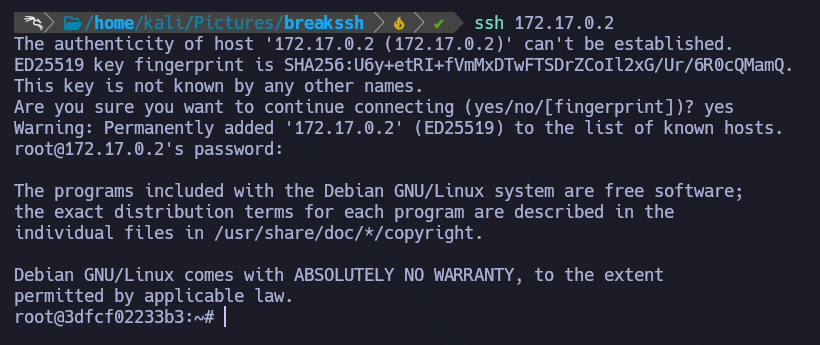 /home/kali/Pictures/breakssh ssh 172.17.0.2
The authenticity of host '172.17.0.2 (172.17.0.2)' can't be established.
ED25519 key fingerprint is SHA256:U6y+etRI+fVmMxDTwFTSDrZCoIl2xG/Ur/6R0cQMamQ.
This key is not known by any other names.
Are you sure you want to continue connecting (yes/no/[fingerprint])? yes
Warning: Permanently added '172.17.0.2' (ED25519) to the list of known hosts.
root@172.17.0.2's password:
The programs included with the Debian GNU/Linux system are free software;
the exact distribution terms for each program are described in the
individual files in /usr/share/doc/*/copyright.
Debian GNU/Linux comes with ABSOLUTELY NO WARRANTY, to the extent
permitted by applicable law.
root@3dfcf02233b3:~#